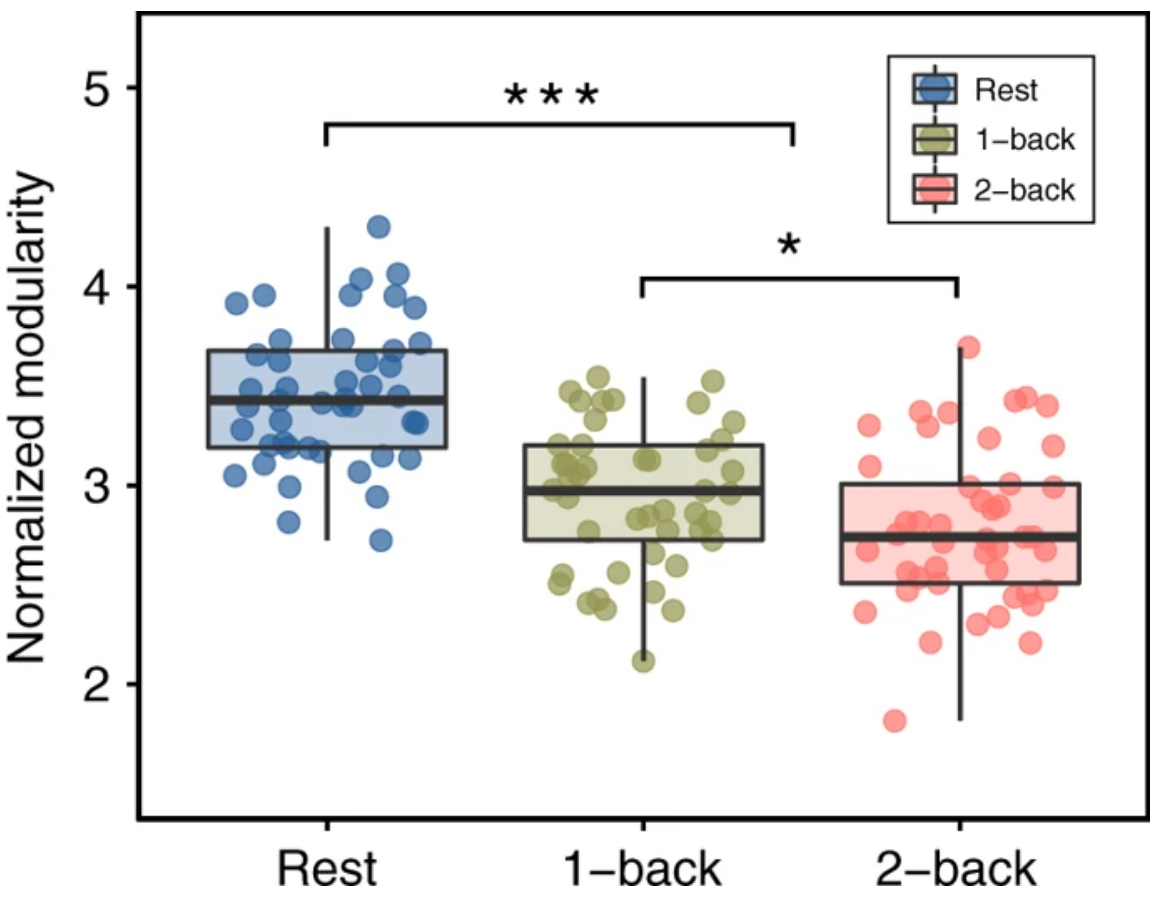 Normalized modularity
5
4
3
2
***
*
Rest
1–back
2–back
Rest
1–back
2–back